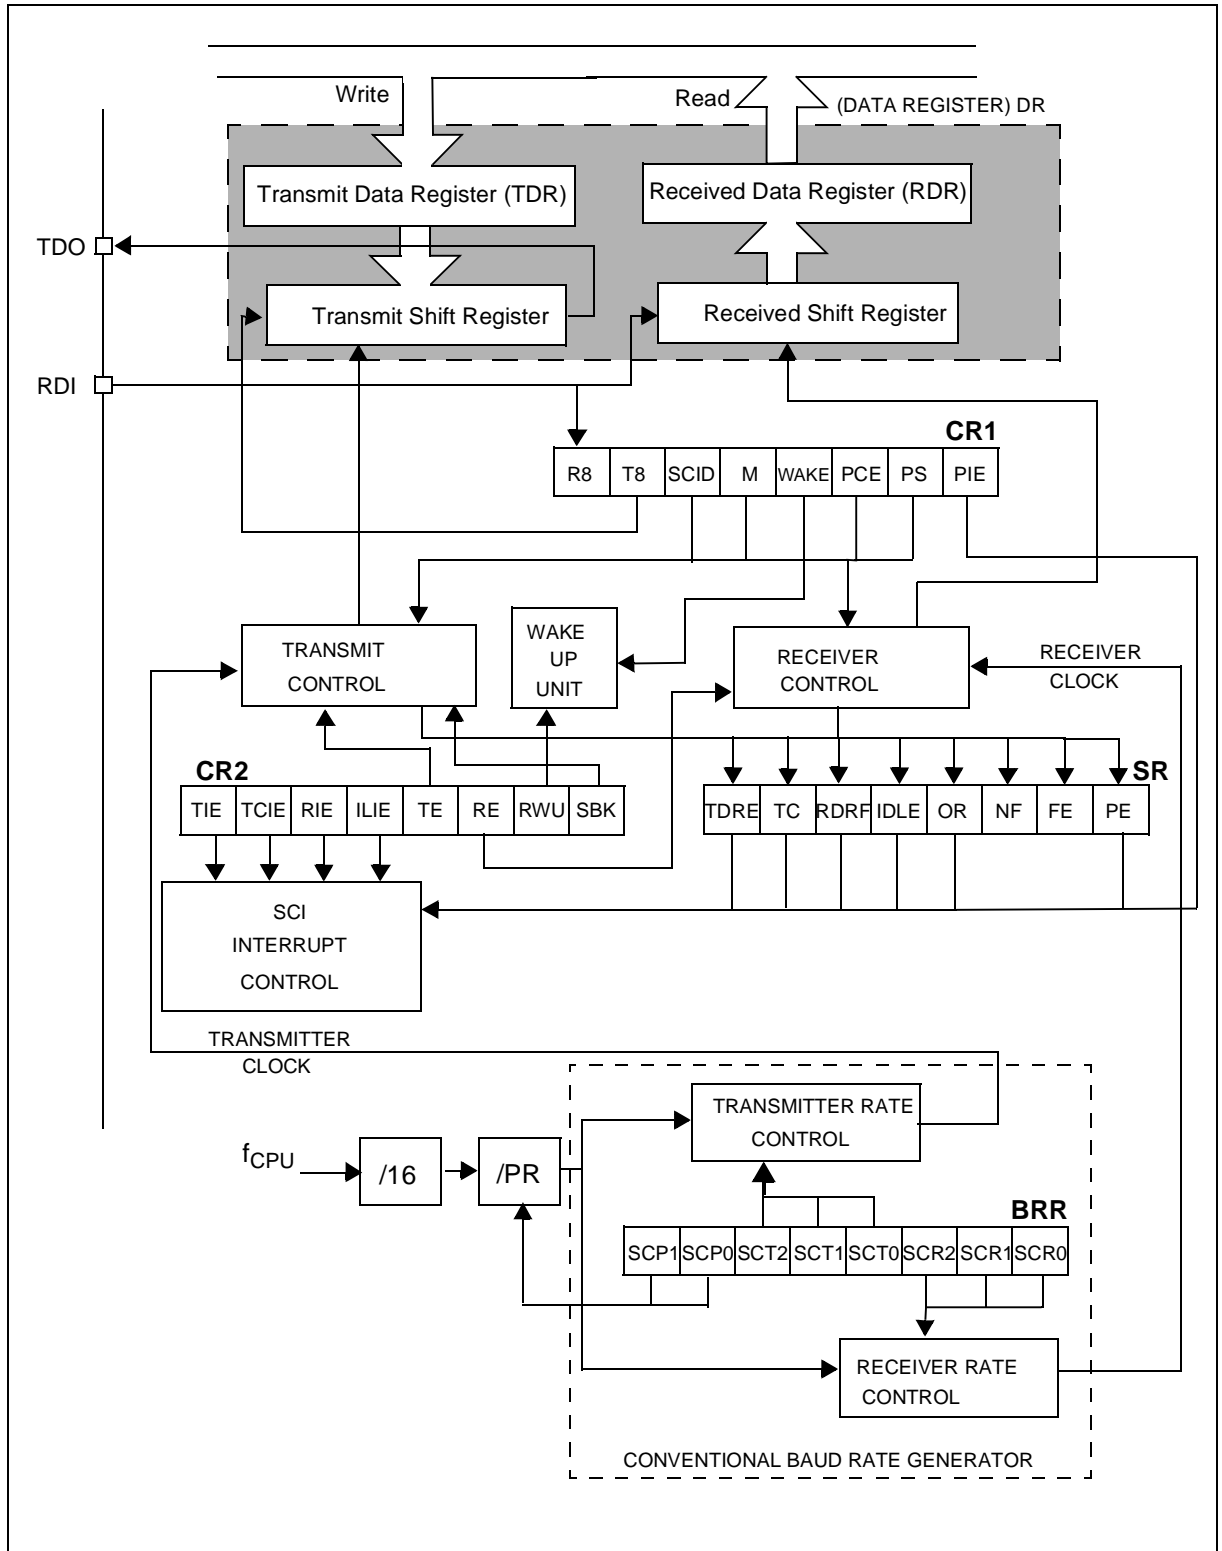 Write
Read
(DATA REGISTER) DR
Transmit Data Register (TDR)
Received Data Register (RDR)
TDO
Transmit Shift Register
Received Shift Register
RDI
CR1
R8 T8 SCID M WAKE PCE PS PIE
TRANSMIT
CONTROL
WAKE
UP
UNIT
RECEIVER
CONTROL
RECEIVER
CLOCK
CR2
TIE TCIE RIE ILIE TE RE RWU SBK
SR
TDRE TC RDRF IDLE OR NF FE PE
SCI
INTERRUPT
CONTROL
TRANSMITTER
CLOCK
TRANSMITTER RATE
CONTROL
fCPU
/16
/PR
BRR
SCP1 SCP0 SCT2 SCT1 SCT0 SCR2 SCR1 SCR0
RECEIVER RATE
CONTROL
CONVENTIONAL BAUD RATE GENERATOR